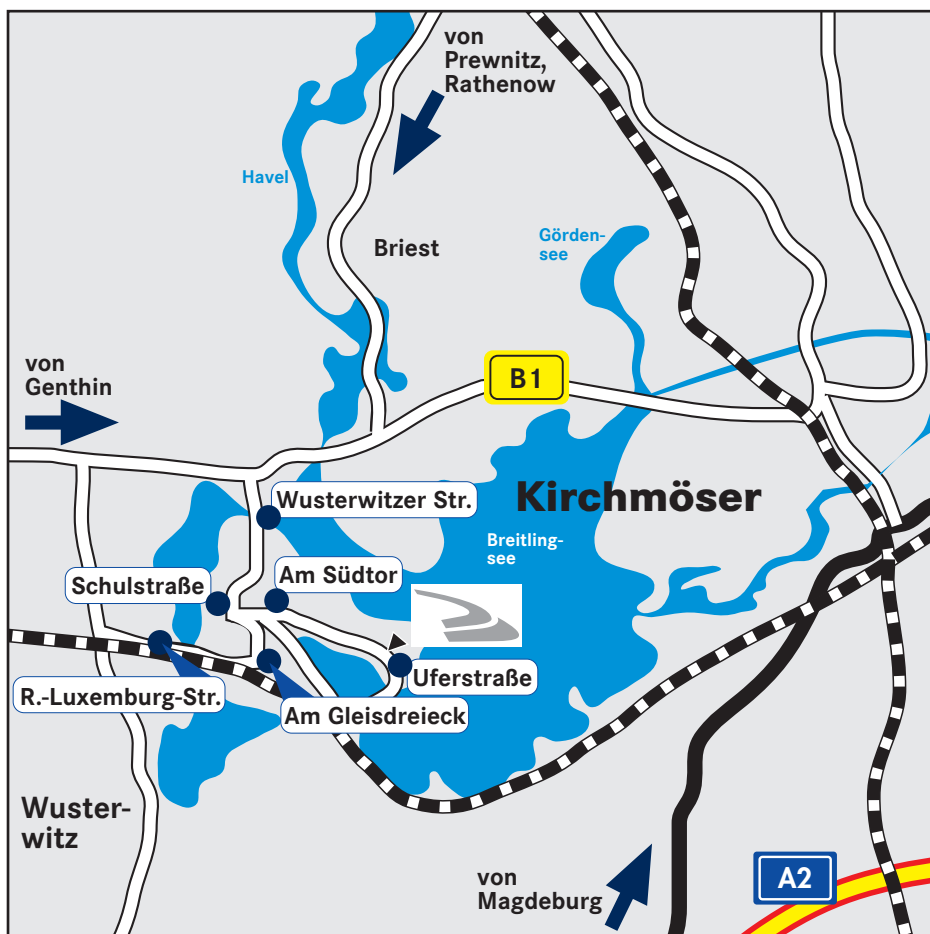 von
Prewnitz,
Rathenow
Havel
Briest
Görden-
see
von
Genthin
B1
Wusterwitzer Str.
Kirchmöser
Breitling-
see
Schulstraße
Am Südtor
Uferstraße
R.-Luxemburg-Str.
Am Gleisdreieck
Wuster-
witz
von
Magdeburg
A2